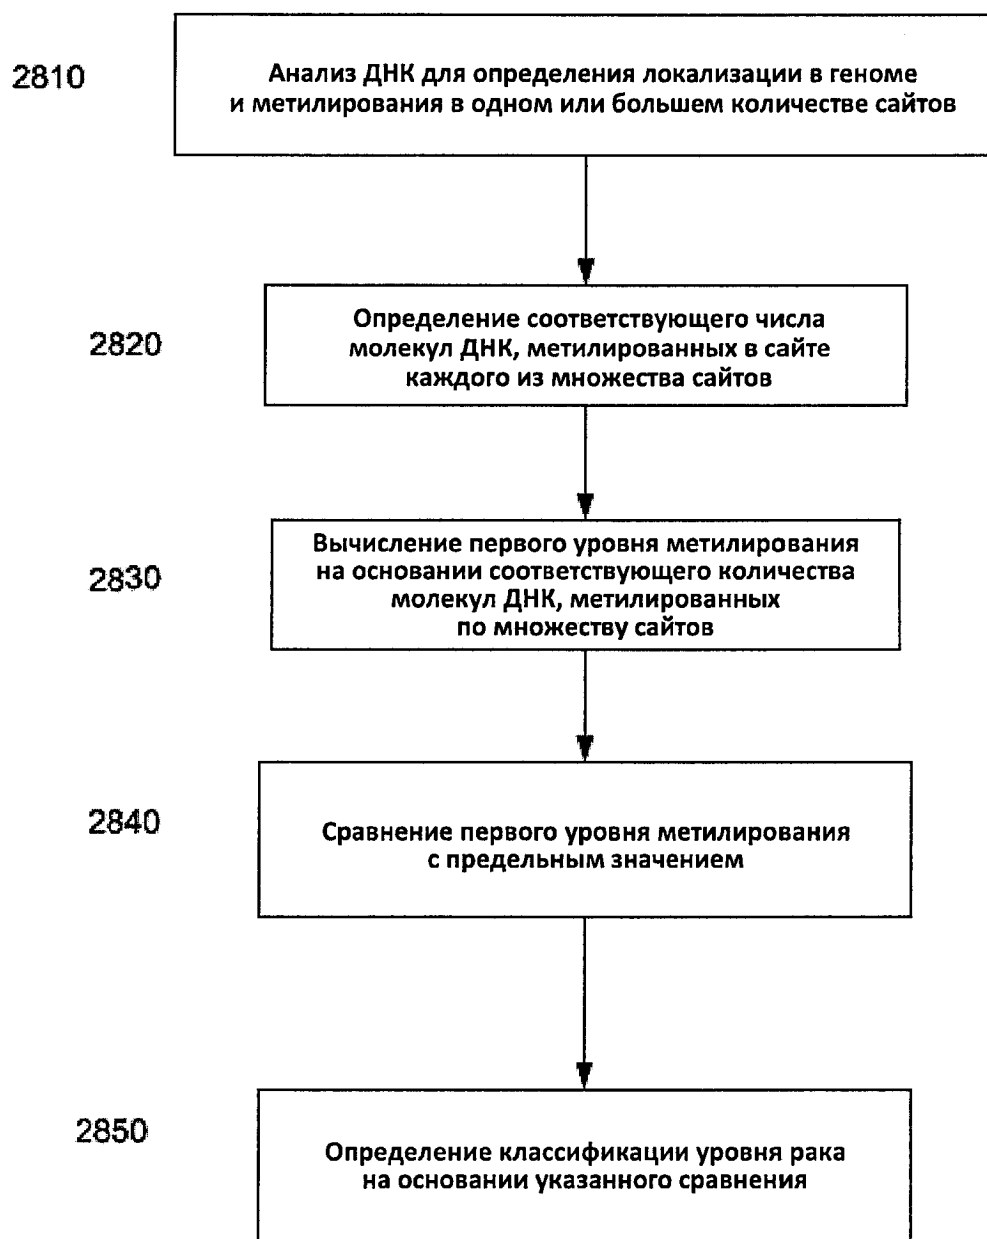 2810
Анализ ДНК для определения локализации в геноме
и метилирования в одном или большем количестве сайтов
2820
Определение соответствующего числа
молекул ДНК, метилированных в сайте
каждого из множества сайтов
2830
Вычисление первого уровня метилирования
на основании соответствующего количества
молекул ДНК, метилированных
по множеству сайтов
2840
Сравнение первого уровня метилирования
с предельным значением
2850
Определение классификации уровня рака
на основании указанного сравнения